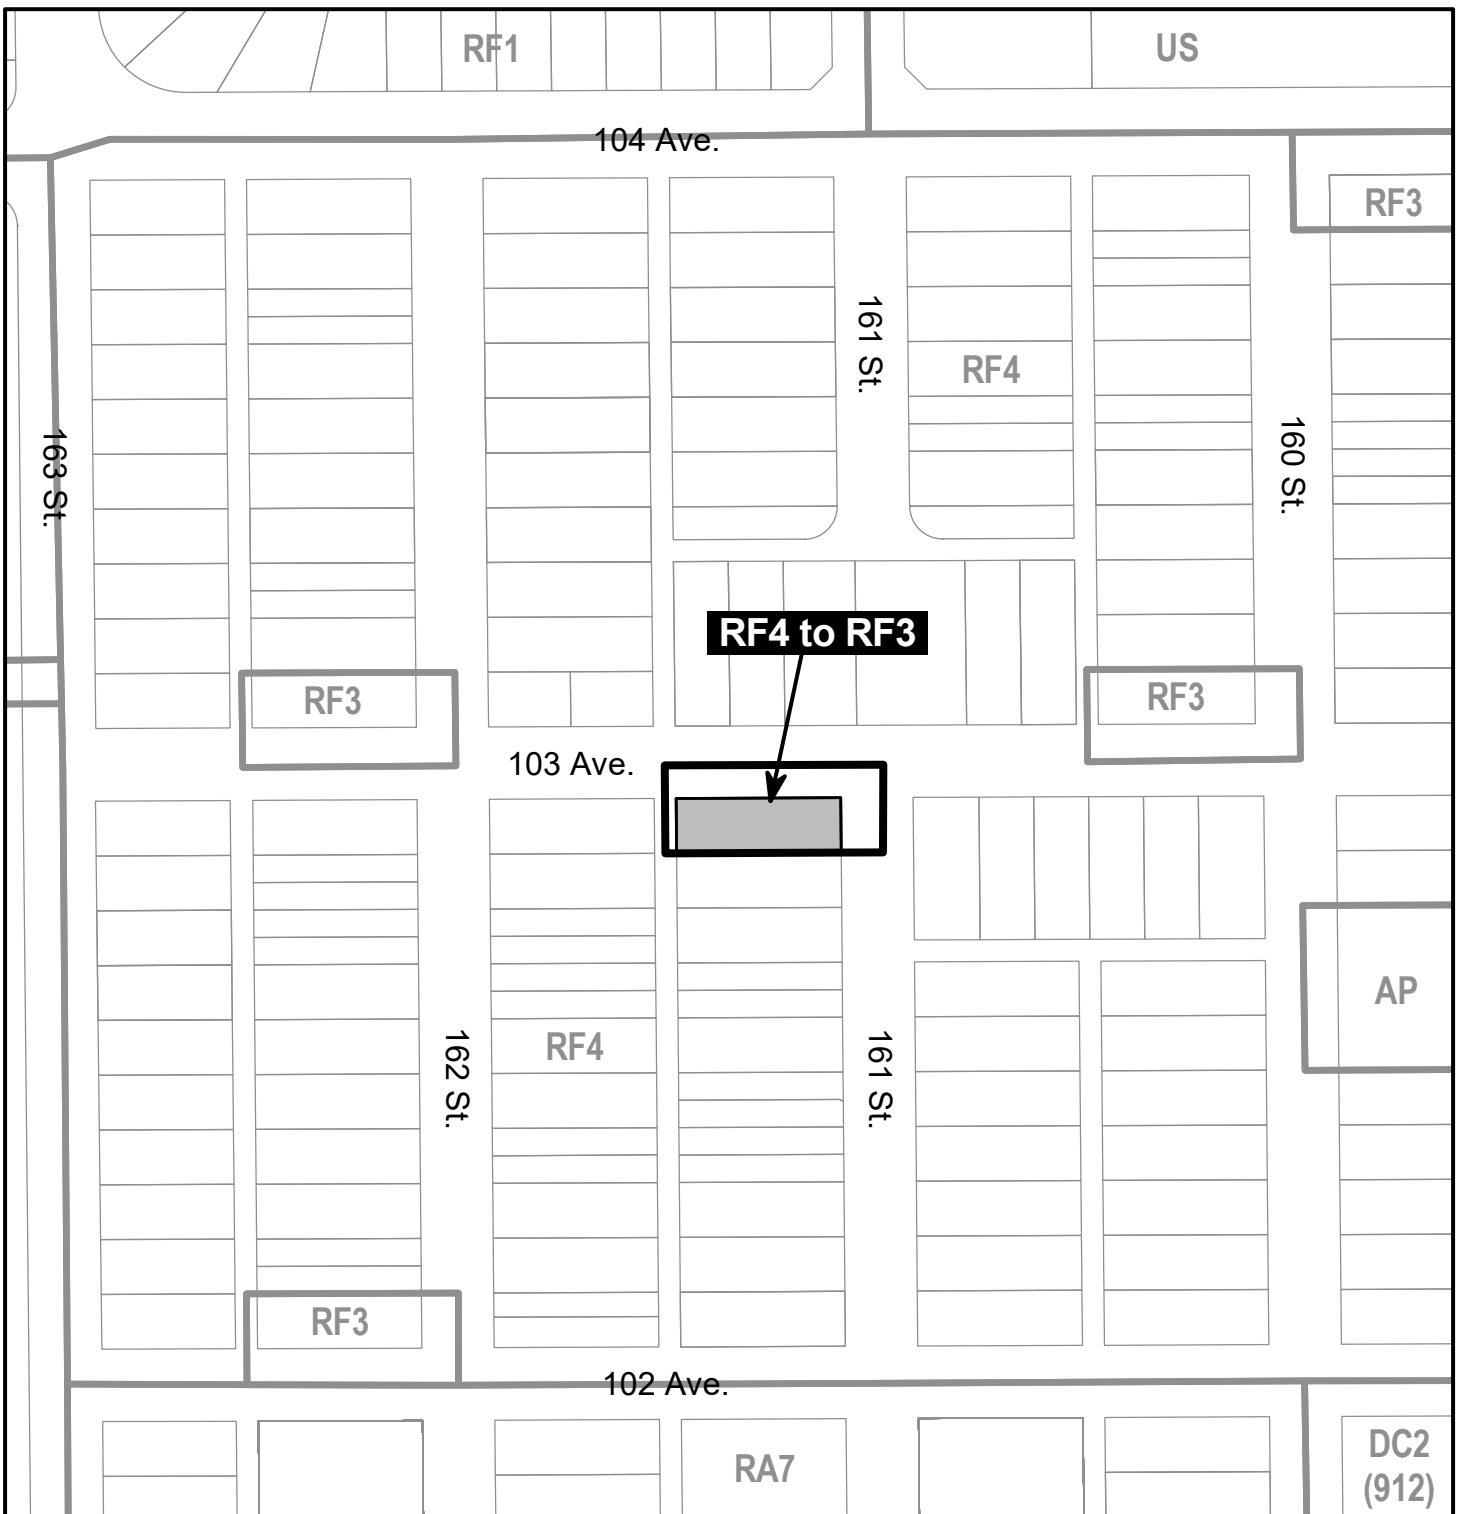 RF1
US
104 Ave.
RF3
161 St.
RF4
163 St.
160 St.
RF4 to RF3
RF3
RF3
103 Ave.
AP
162 St.
RF4
161 St.
RF3
102 Ave.
RA7
DC2
(912)